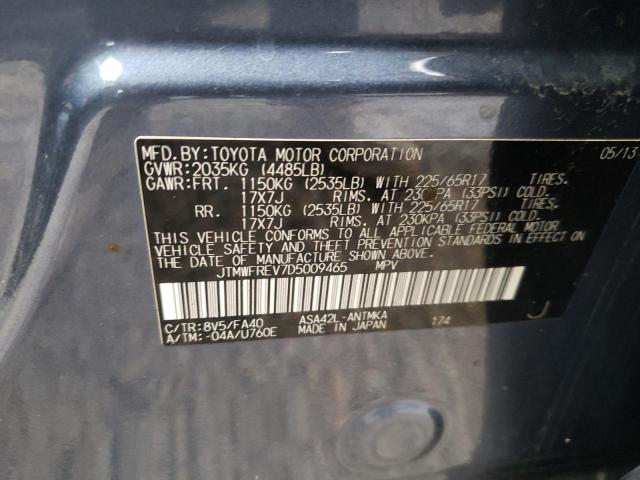 MFD. BY: TOYOTA MOTOR CORPORATION 05/13
GVWR: 2035KG (4485LB)
GAWR: FRT. 1150KG (2535LB) WITH 225/65R17 TIRES.
17X7J RIMS. AT 230KPA (33PSI) COLD.
RR. 1150KG (2535LB) WITH 225/65R17 TIRES.
17X7J RIMS. AT 230KPA (33PSI) COLD.
THIS VEHICLE CONFORMS TO ALL APPLICABLE FEDERAL MOTOR
VEHICLE SAFETY AND THEFT PREVENTION STANDARDS IN EFFECT ON
THE DATE OF MANUFACTURE SHOWN ABOVE.
JTMWFREV7D5009465 MPV
C/TR: 8V5/FA40 ASA42L-ANTMKA 174
A/TM: -04A/U760E MADE IN JAPAN J